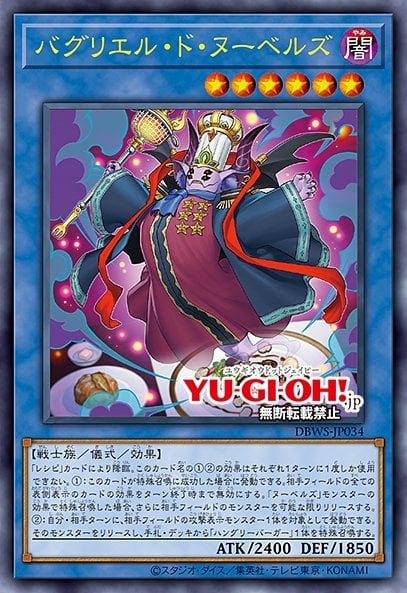 バグリエル・ド・ヌーベルズ
やみ
闇
ユウギオウドットジェイピー
YU-GI-OH!.jp
無断転載禁止
DBWS-JP034
【戦士族/儀式/効果】
「レシピ」カードにより降臨。このカード名の①②の効果はそれぞれ1ターンに1度しか使用
できない。①:このカードが特殊召喚に成功した場合に発動できる。相手フィールドの全ての
表側表示のカードの効果をターン終了時まで無効にする。「ヌーベルズ」モンスターの
効果で特殊召喚した場合、さらに相手フィールドのモンスターを可能な限りリリースする。
②:自分・相手ターンに、相手フィールドの攻撃表示モンスター1体を対象として発動できる。
そのモンスターをリリースし、手札・デッキから「ハングリーバーガー」1体を特殊召喚する。
ATK/2400 DEF/1850
©スタジオ・ダイス/集英社・テレビ東京・KONAMI